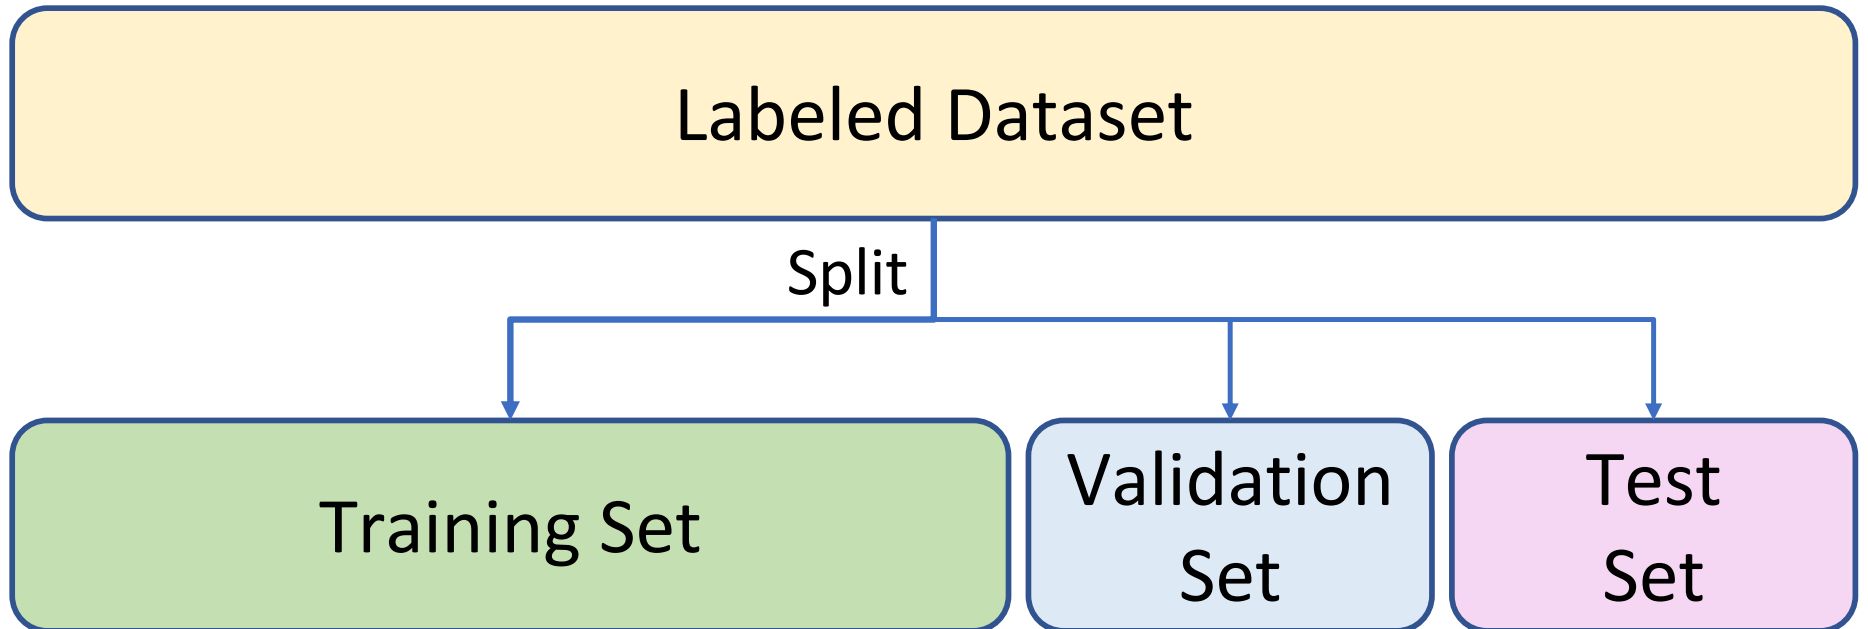 Labeled Dataset
Split
Training Set
Validation
Set
Test
Set